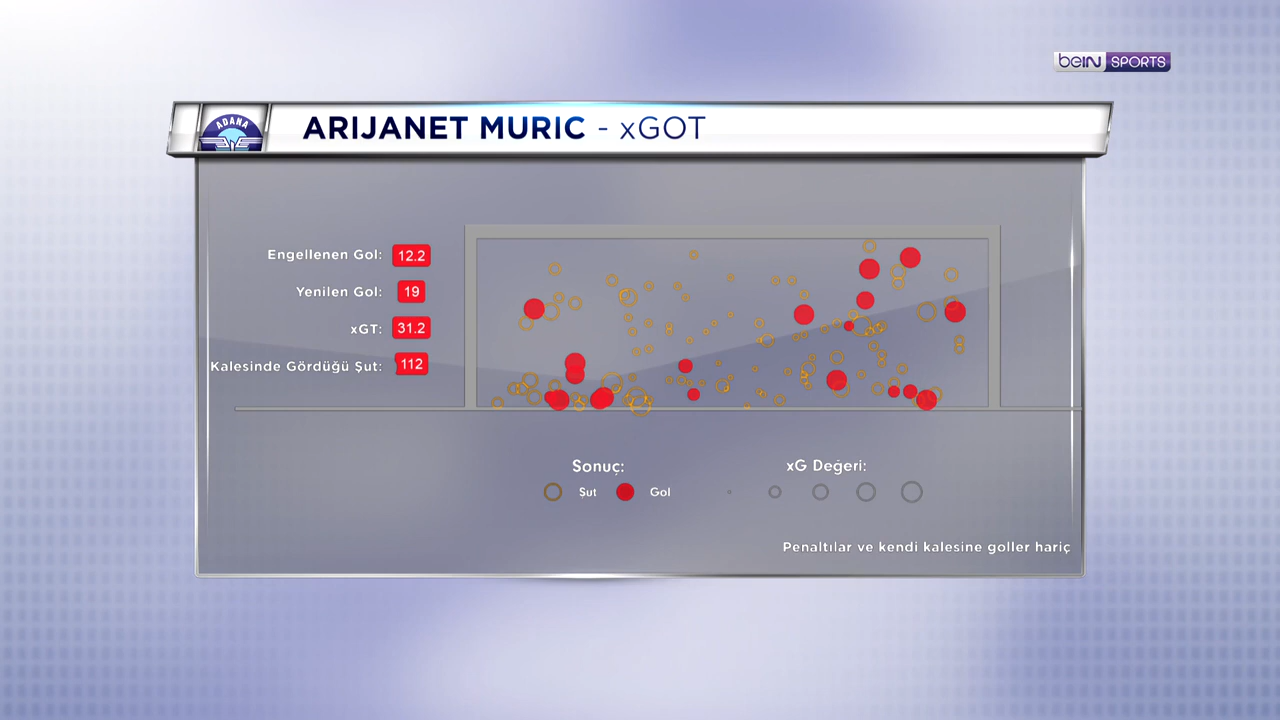 beIN SPORTS
ADANA
ARIJANET MURIC - xGOT
Engellenen Gol: 12.2
Yenilen Gol: 19
xGT: 31.2
Kalesinde Gördüğü Şut: 112
Sonuç:
Şut Gol
xG Değeri:
Penaltılar ve kendi kalesine goller hariç